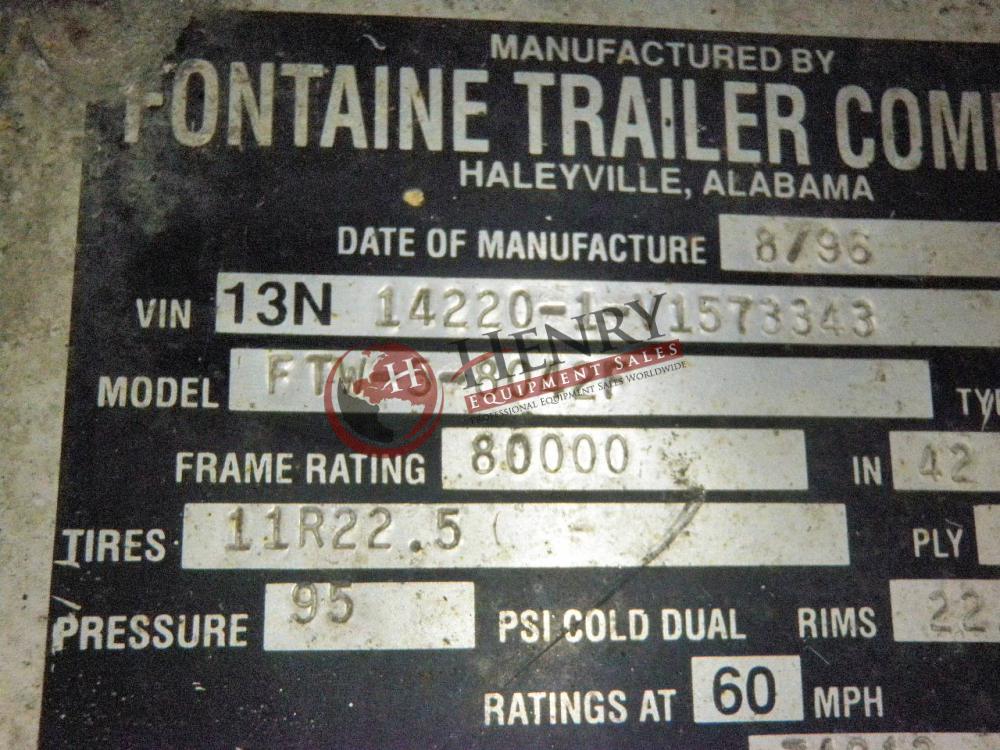 MANUFACTURED BY
FONTAINE TRAILER COM
HALEYVILLE, ALABAMA
DATE OF MANUFACTURE 8/96
VIN 13N 14220-1 1573343
MODEL
FRAME RATING 80000 IN 42
TIRES 11R22.5 PLY
PRESSURE 95 PSI COLD DUAL RIMS 22
RATINGS AT 60 MPH
H HENRY
EQUIPMENT SALES
PROFESSIONAL EQUIPMENT SALES WORLDWIDE